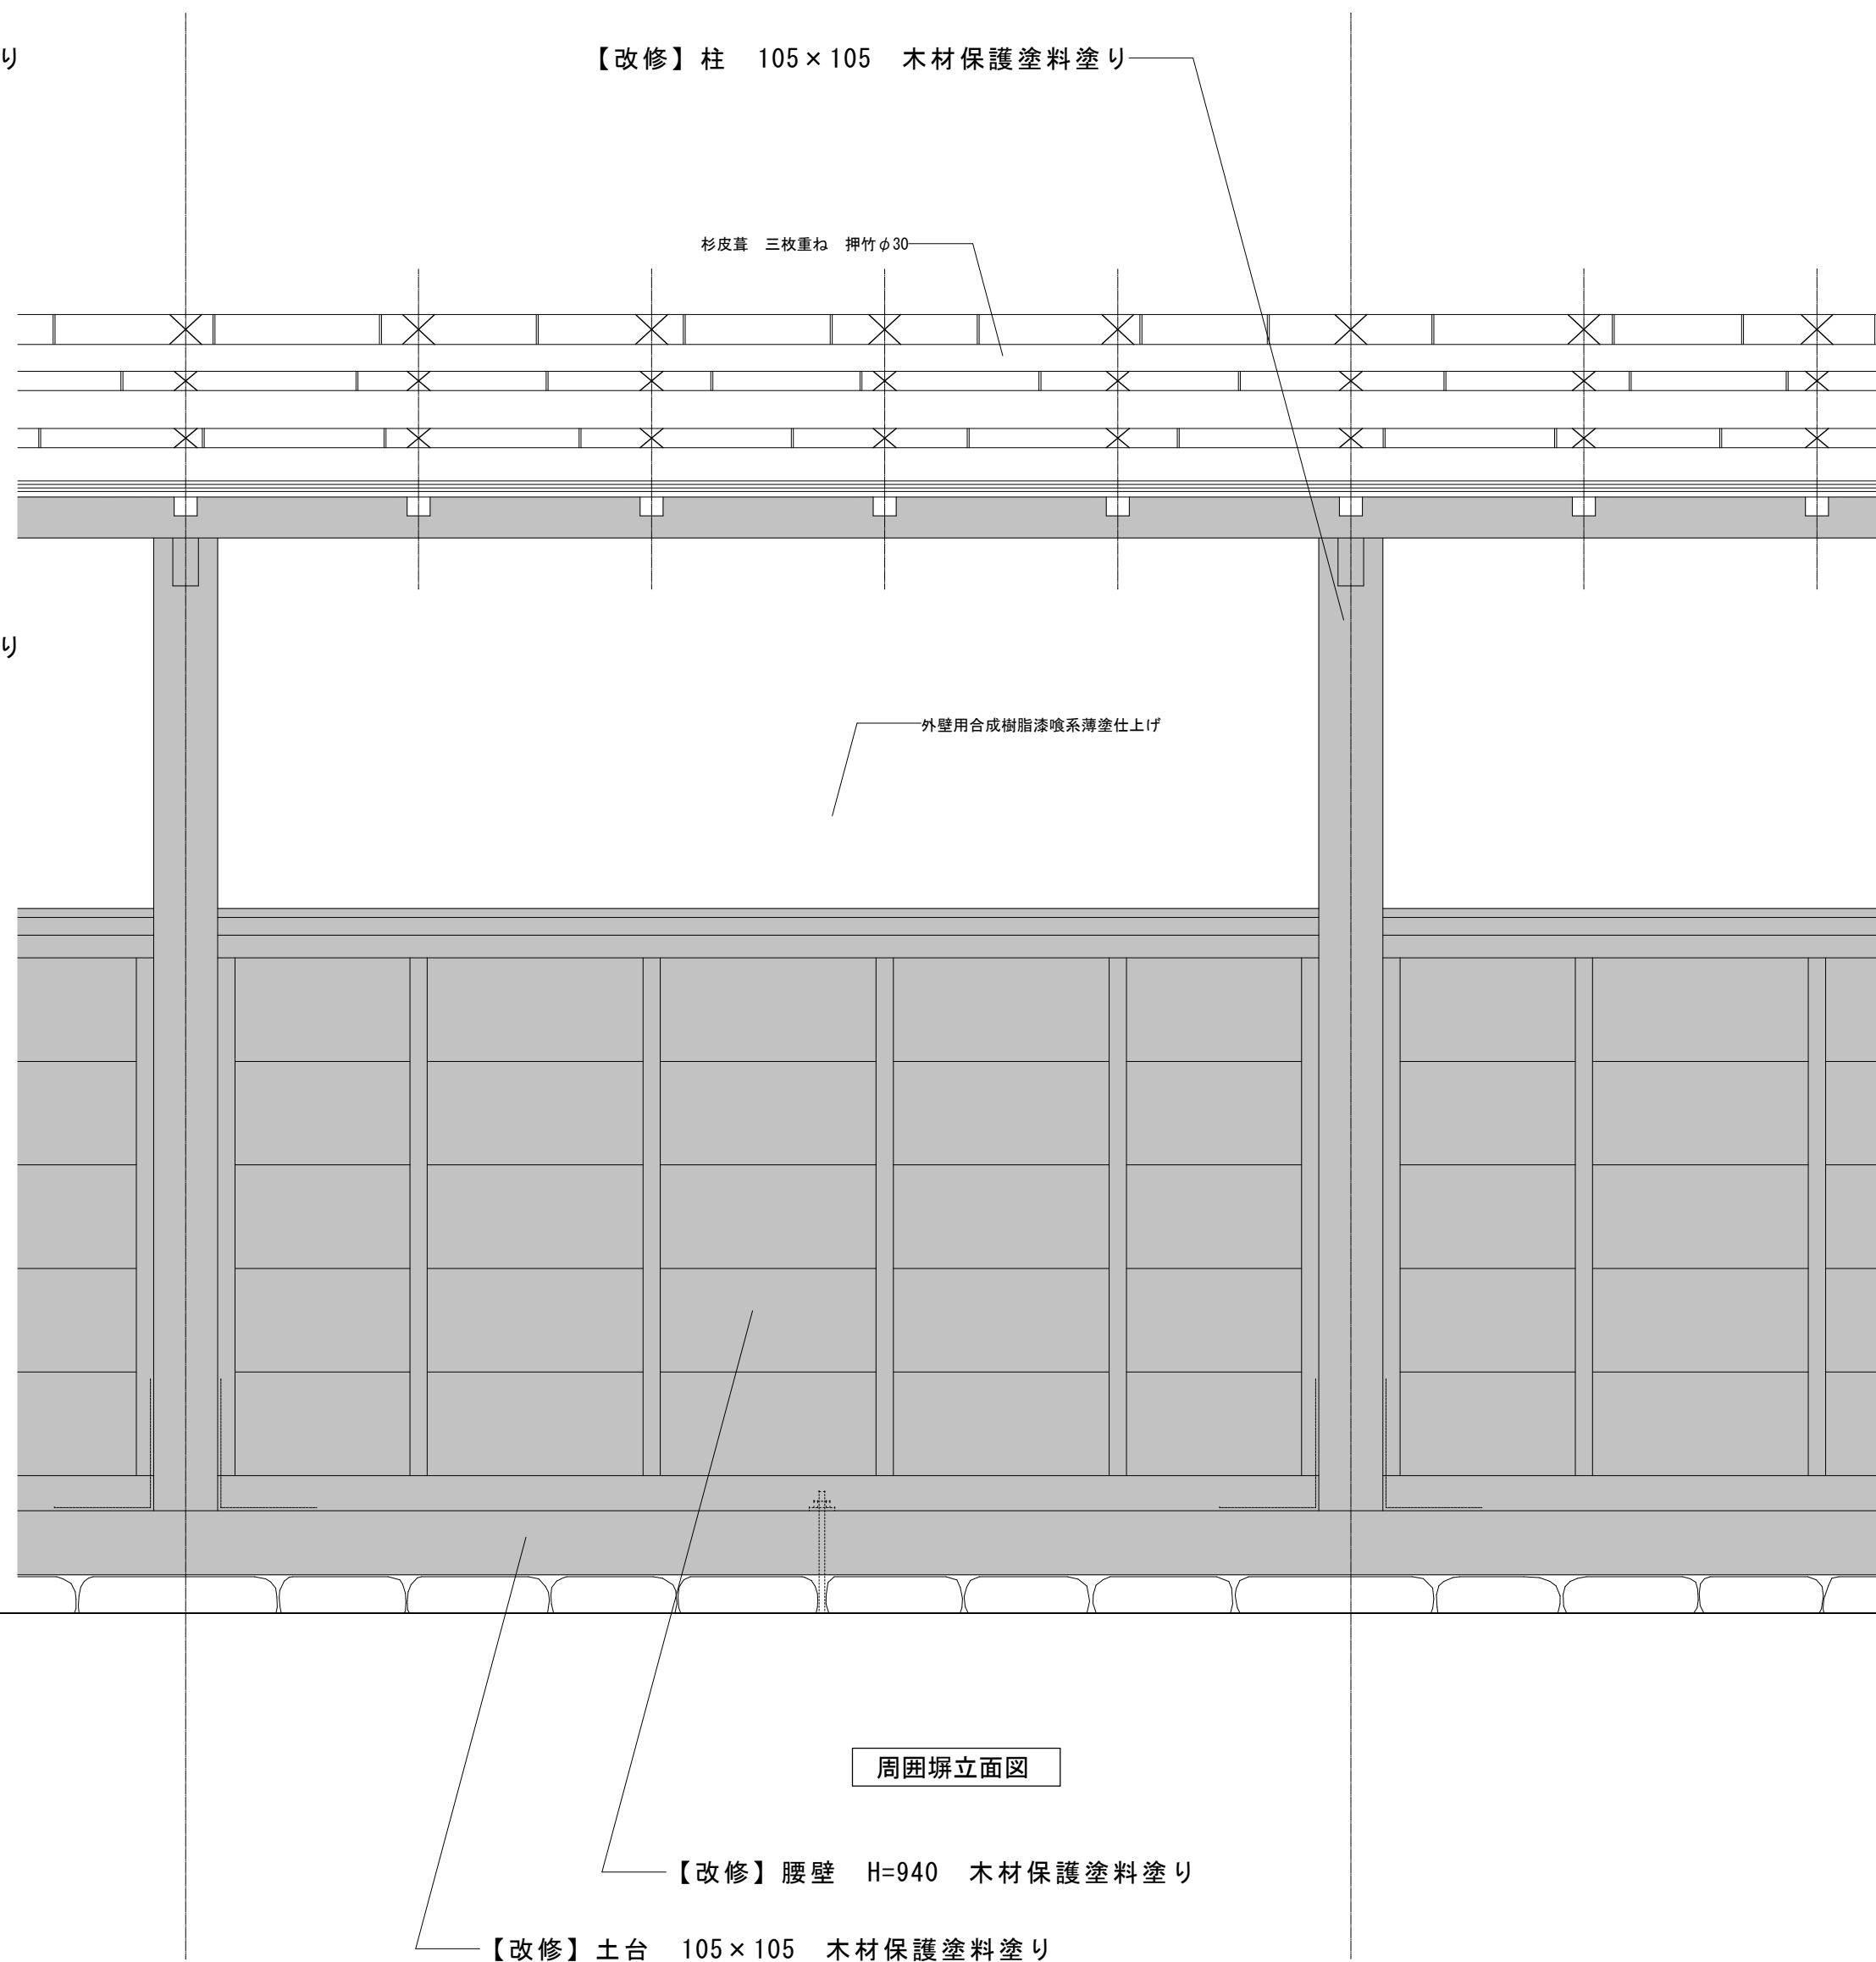 り
【改修】柱　105×105　木材保護塗料塗り
杉皮葺　三枚重ね　押竹φ30
り
外壁用合成樹脂漆喰系薄塗仕上げ
周囲塀立面図
【改修】腰壁　H=940　木材保護塗料塗り
【改修】土台　105×105　木材保護塗料塗り